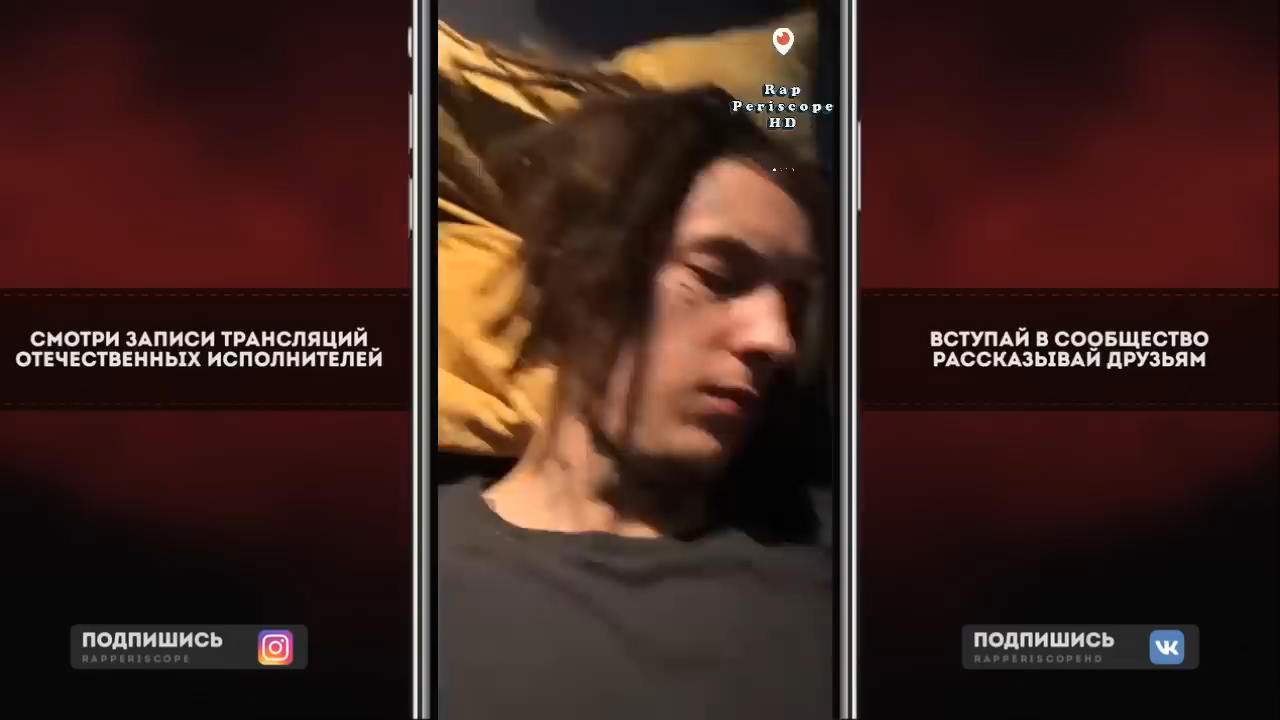 Rap
Periscope
HD
СМОТРИ ЗАПИСИ ТРАНСЛЯЦИЙ
ОТЕЧЕСТВЕННЫХ ИСПОЛНИТЕЛЕЙ
ВСТУПАЙ В СООБЩЕСТВО
РАССКАЗЫВАЙ ДРУЗЬЯМ
ПОДПИШИСЬ
RAPPERISCOPE
ПОДПИШИСЬ
RAPPERISCOPEHD